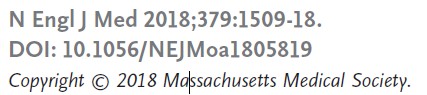 N Engl J Med 2018;379:1509-18.
DOI: 10.1056/NEJMoa1805819
Copyright © 2018 Massachusetts Medical Society.